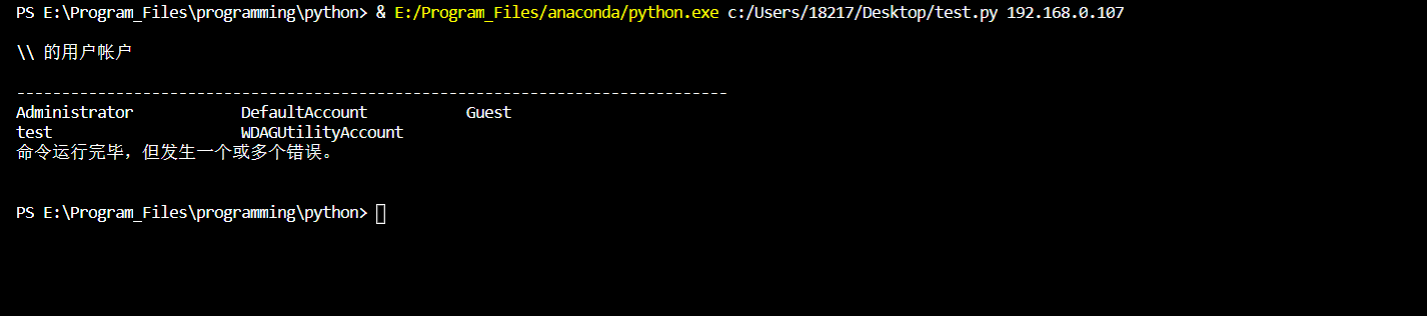 PS E:\Program_Files\programming\python> & E:/Program_Files/anaconda/python.exe c:/Users/18217/Desktop/test.py 192.168.0.107
\\ 的用户帐户
-------------------------------------------------------------------------------
Administrator            DefaultAccount           Guest
test                     WDAGUtilityAccount
命令运行完毕，但发生一个或多个错误。
PS E:\Program_Files\programming\python>